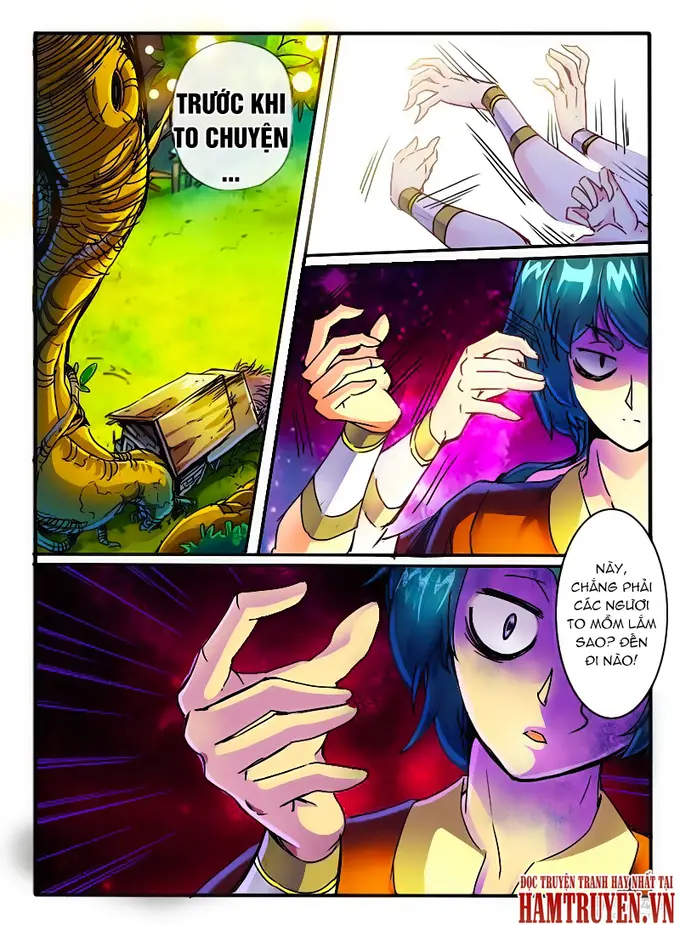 TRƯỚC KHI
TO CHUYỆN
...
NÀY,
CHẲNG PHẢI
CÁC NGƯƠI
TO MỒM LẮM
SAO? ĐẾN
ĐI NÀO!
ĐỌC TRUYỆN TRANH HAY NHẤT TẠI
HAMTRUYEN.VN